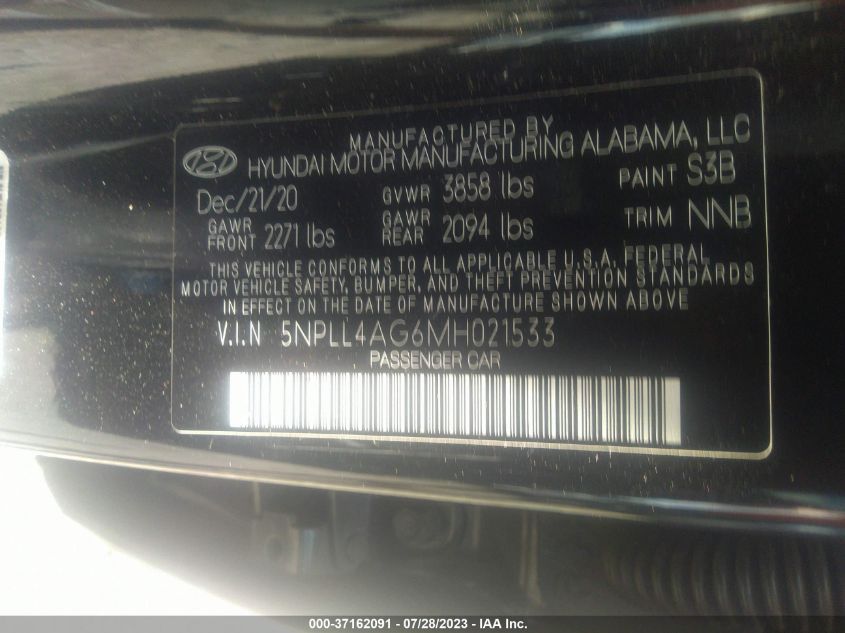 MANUFACTURED BY
HYUNDAI MOTOR MANUFACTURING ALABAMA, LLC
Dec/21/20 GVWR 3858 lbs PAINT S3B
GAWR FRONT 2271 lbs GAWR REAR 2094 lbs TRIM NNB
THIS VEHICLE CONFORMS TO ALL APPLICABLE U.S.A. FEDERAL
MOTOR VEHICLE SAFETY, BUMPER, AND THEFT PREVENTION STANDARDS
IN EFFECT ON THE DATE OF MANUFACTURE SHOWN ABOVE
V.I.N 5NPLL4AG6MH021533
PASSENGER CAR
000-37162091 - 07/28/2023 - IAA Inc.